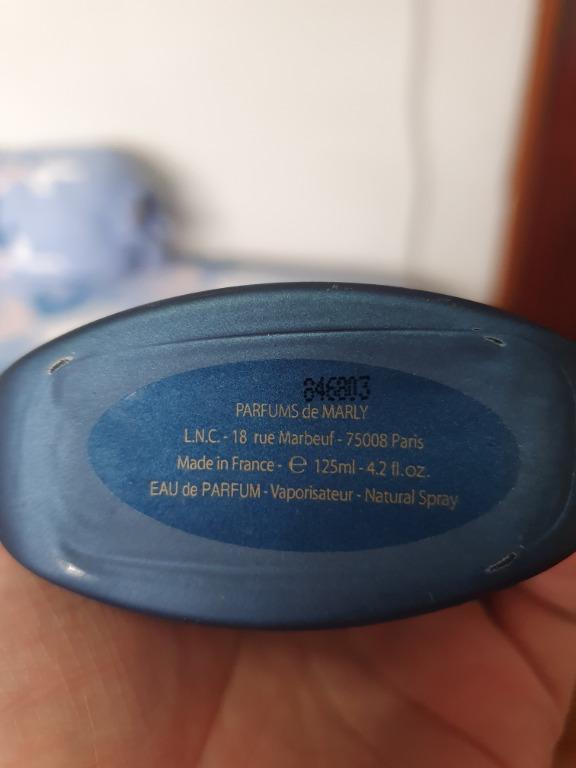 846803
PARFUMS de MARLY
L.N.C. - 18 rue Marbeuf - 75008 Paris
Made in France - ℮ 125ml - 4.2 fl.oz.
EAU de PARFUM - Vaporisateur - Natural Spray